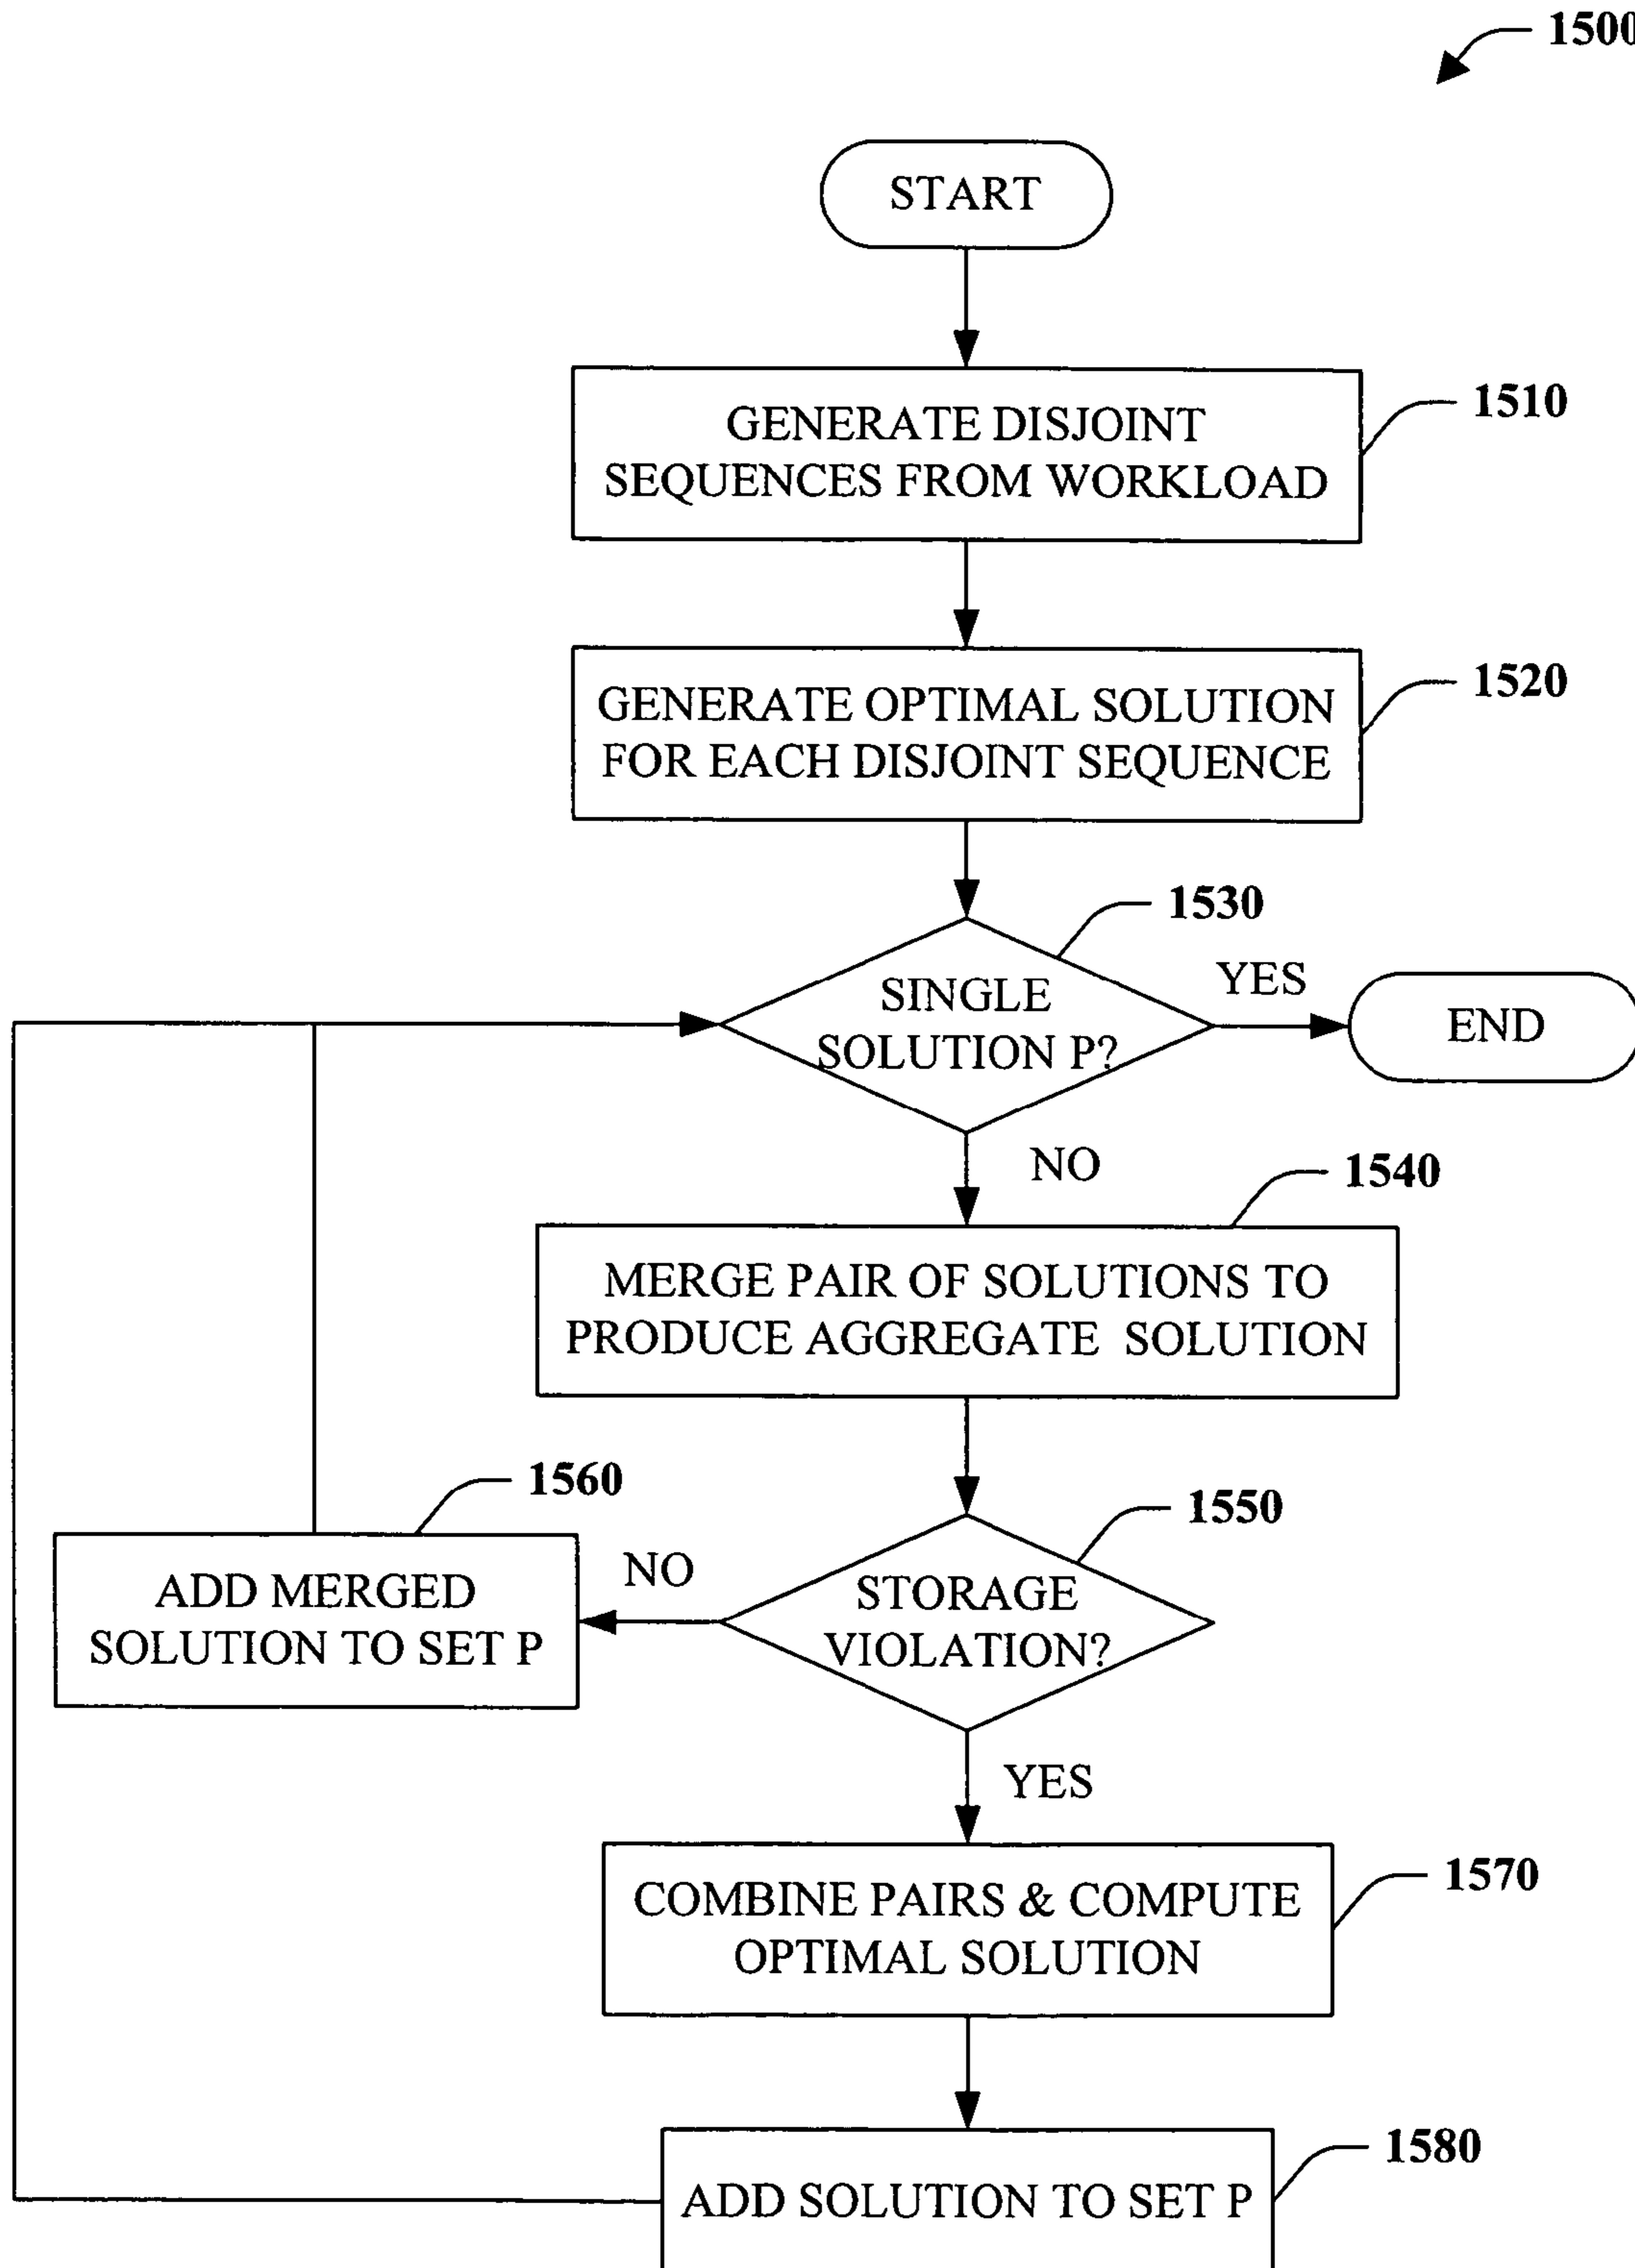 1500
START
GENERATE DISJOINT
SEQUENCES FROM WORKLOAD
1510
GENERATE OPTIMAL SOLUTION
FOR EACH DISJOINT SEQUENCE
1520
1530
SINGLE
SOLUTION P?
YES
END
NO
1540
MERGE PAIR OF SOLUTIONS TO
PRODUCE AGGREGATE SOLUTION
1550
STORAGE
VIOLATION?
NO
1560
ADD MERGED
SOLUTION TO SET P
YES
1570
COMBINE PAIRS & COMPUTE
OPTIMAL SOLUTION
1580
ADD SOLUTION TO SET P